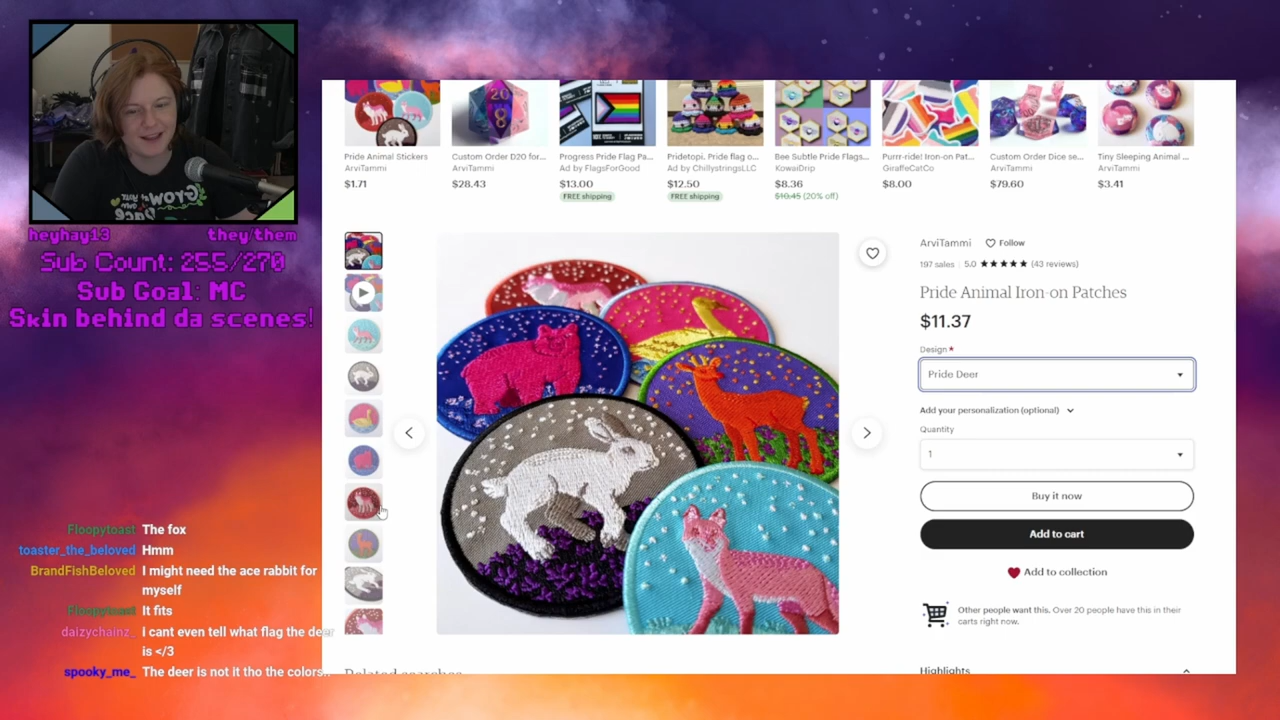 Grow at your
own
pace
heyhay13 they/them
Sub Count: 255/270
Sub Goal: MC
Skin behind da scenes!
Floopytoast The fox
toaster_the_beloved Hmm
BrandFishBeloved I might need the ace rabbit for
myself
Floopytoast It fits
daizychainz_ I cant even tell what flag the deer
is </3
spooky_me_ The deer is not it tho the colors..
Pride Animal Stickers
ArviTammi
$1.71
Custom Order D20 for...
ArviTammi
$28.43
Progress Pride Flag Pa...
Ad by FlagsForGood
$13.00
FREE shipping
Pridetopi. Pride flag o...
Ad by ChillystringsLLC
$12.50
FREE shipping
Bee Subtle Pride Flags...
KowaiDrip
$8.36
$10.45 (20% off)
Purrr-ride! Iron-on Pat...
GiraffeCatCo
$8.00
Custom Order Dice se...
ArviTammi
$79.60
Tiny Sleeping Animal ...
ArviTammi
$3.41
ArviTammi Follow
197 sales | 5.0 ★★★★★ (43 reviews)
Pride Animal Iron-on Patches
$11.37
Design *
Pride Deer
Add your personalization (optional)
Quantity
1
Buy it now
Add to cart
Add to collection
Other people want this. Over 20 people have this in their
carts right now.
Highlights
Related searches